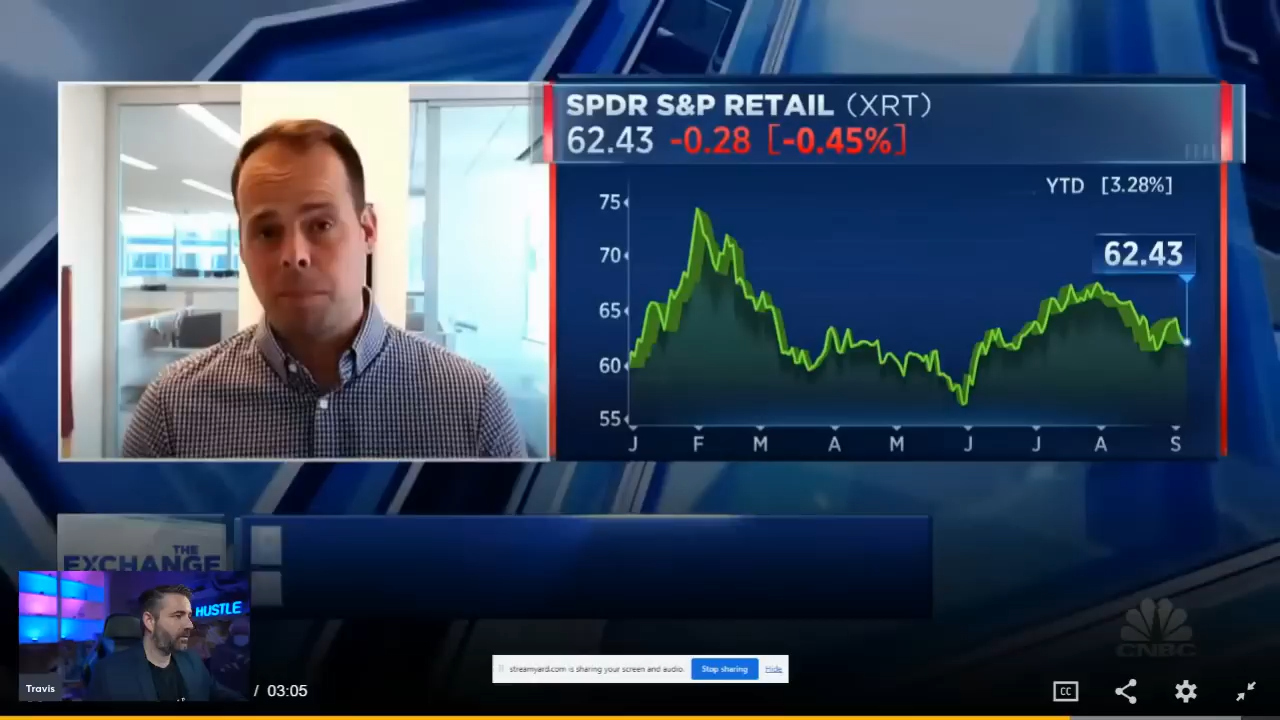 SPDR S&P RETAIL (XRT)
62.43 -0.28 [-0.45%]
YTD [3.28%]
75
70
62.43
65
60
55
J F M A M J J A S
THE
EXCHANGE
HUSTLE
CNBC
streamyard.com is sharing your screen and audio. Stop sharing Hide
Travis
/ 03:05
CC